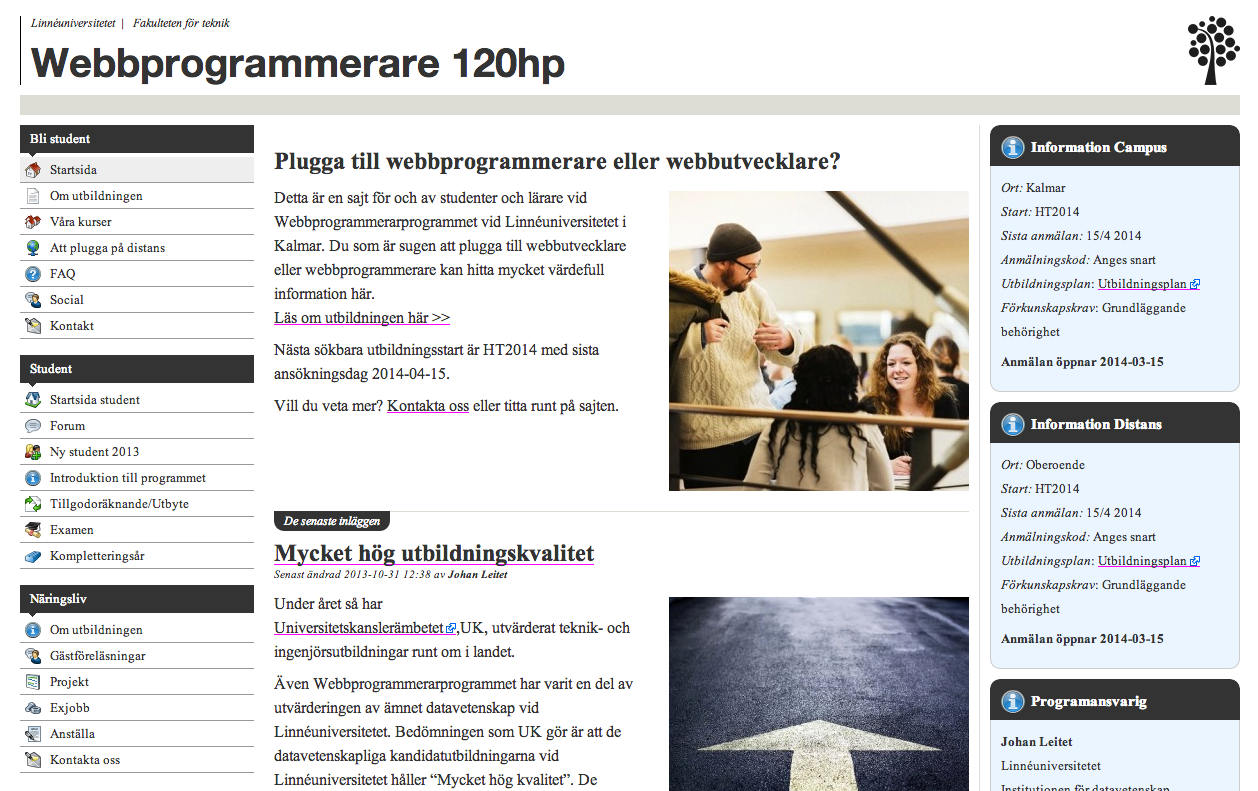 Linnéuniversitetet | Fakulteten för teknik
Webbprogrammerare 120hp
Bli student
Startsida
Om utbildningen
Våra kurser
Att plugga på distans
FAQ
Social
Kontakt
Student
Startsida student
Forum
Ny student 2013
Introduktion till programmet
Tillgodoräknande/Utbyte
Examen
Kompletteringsår
Näringsliv
Om utbildningen
Gästföreläsningar
Projekt
Exjobb
Anställa
Kontakta oss
Plugga till webbprogrammerare eller webbutvecklare?
Detta är en sajt för och av studenter och lärare vid
Webbprogrammerarprogrammet vid Linnéuniversitetet i
Kalmar. Du som är sugen att plugga till webbutvecklare
eller webbprogrammerare kan hitta mycket värdefull
information här.
Läs om utbildningen här >>
Nästa sökbara utbildningsstart är HT2014 med sista
ansökningsdag 2014-04-15.
Vill du veta mer? Kontakta oss eller titta runt på sajten.
De senaste inläggen
Mycket hög utbildningskvalitet
Senast ändrad 2013-10-31 12:38 av Johan Leitet
Under året så har
Universitetskanslerämbetet,UK, utvärderat teknik- och
ingenjörsutbildningar runt om i landet.
Även Webbprogrammerarprogrammet har varit en del av
utvärderingen av ämnet datavetenskap vid
Linnéuniversitetet. Bedömningen som UK gör är att de
datavetenskapliga kandidatutbildningarna vid
Linnéuniversitetet håller “Mycket hög kvalitet”. De
Information Campus
Ort: Kalmar
Start: HT2014
Sista anmälan: 15/4 2014
Anmälningskod: Anges snart
Utbildningsplan: Utbildningsplan
Förkunskapskrav: Grundläggande
behörighet
Anmälan öppnar 2014-03-15
Information Distans
Ort: Oberoende
Start: HT2014
Sista anmälan: 15/4 2014
Anmälningskod: Anges snart
Utbildningsplan: Utbildningsplan
Förkunskapskrav: Grundläggande
behörighet
Anmälan öppnar 2014-03-15
Programansvarig
Johan Leitet
Linnéuniversitetet
Institutionen för datavetenskap